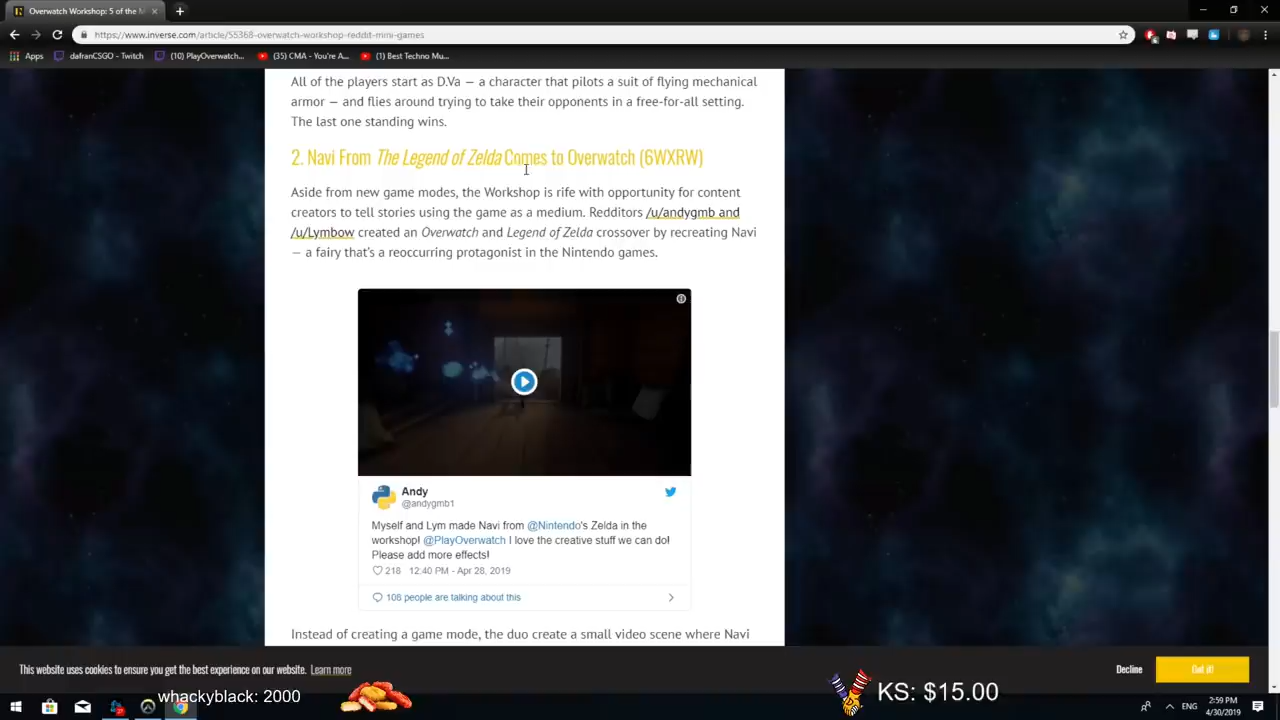 Overwatch Workshop: 5 of the M
https://www.inverse.com/article/55368-overwatch-workshop-reddit-mini-games
Apps
dafranCSGO - Twitch
(10) PlayOverwatch...
(35) CMA - You're A...
(1) Best Techno Mu...
All of the players start as D.Va — a character that pilots a suit of flying mechanical
armor — and flies around trying to take their opponents in a free-for-all setting.
The last one standing wins.
2. Navi From The Legend of Zelda Comes to Overwatch (6WXRW)
Aside from new game modes, the Workshop is rife with opportunity for content
creators to tell stories using the game as a medium. Redditors /u/andygmb and
/u/Lymbow created an Overwatch and Legend of Zelda crossover by recreating Navi
— a fairy that's a reoccurring protagonist in the Nintendo games.
Andy
@andygmb1
Myself and Lym made Navi from @Nintendo's Zelda in the
workshop! @PlayOverwatch I love the creative stuff we can do!
Please add more effects!
218 12:40 PM - Apr 28, 2019
108 people are talking about this
Instead of creating a game mode, the duo create a small video scene where Navi
This website uses cookies to ensure you get the best experience on our website. Learn more
Decline
Got it!
whackyblack: 2000
KS: $15.00
ENG
2:59 PM
4/30/2019